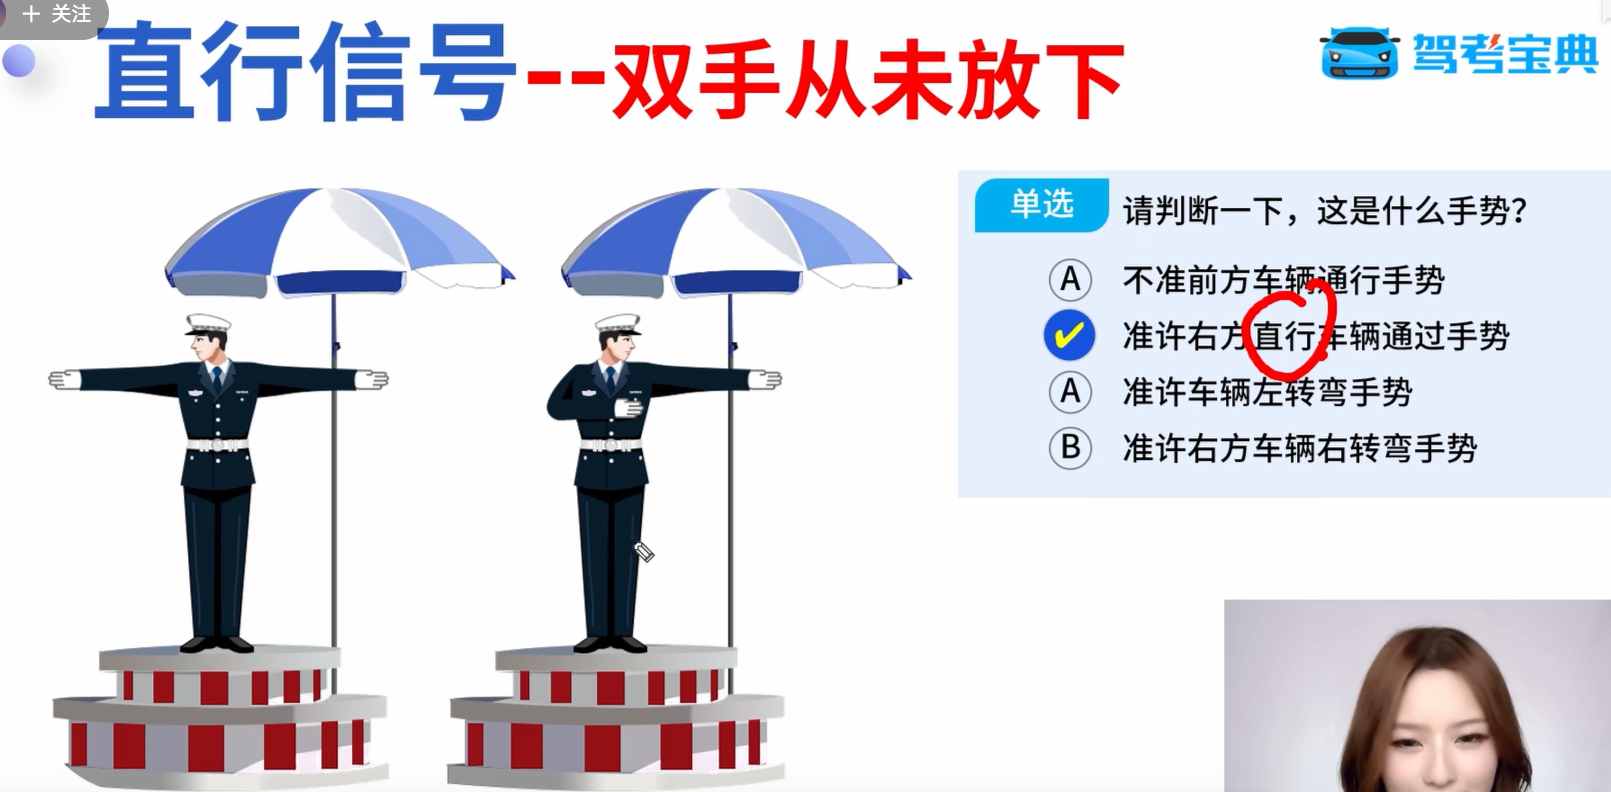 + 关注
直行信号--双手从未放下
驾考宝典
单选 请判断一下，这是什么手势？
A 不准前方车辆通行手势
准许右方直行车辆通过手势
A 准许车辆左转弯手势
B 准许右方车辆右转弯手势